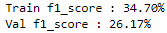 Train f1_score : 34.70%
Val f1_score : 26.17%